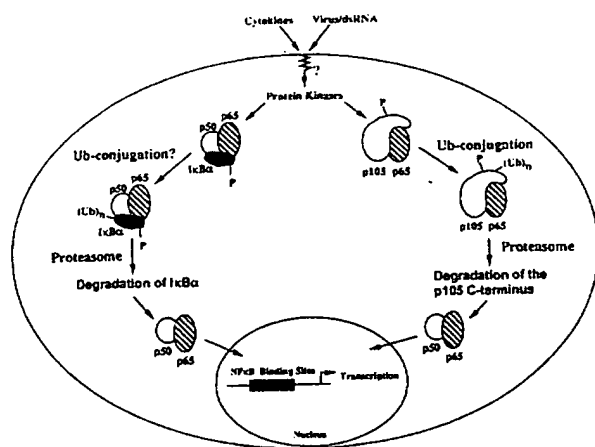 Cytokines Virus/dsRNA
?
Protein Kinases
p50 p65
IκBα
P
P
p105 p65
Ub-conjugation?
Ub-conjugation
p50 p65
(Ub)n
IκBα
P
P
(Ub)n
p105 p65
Proteasome
Proteasome
Degradation of IκBα
Degradation of the
p105 C-terminus
p50
p65
p50
p65
NFκB Binding Sites
Transcription
Nucleus